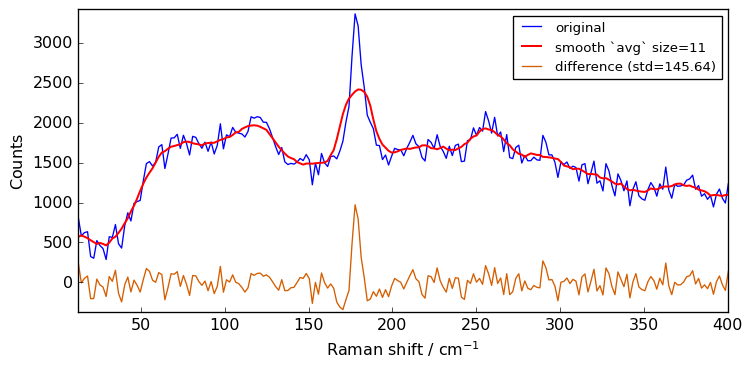 original
smooth `avg` size=11
difference (std=145.64)
Counts
3000
2500
2000
1500
1000
500
0
50 100 150 200 250 300 350 400
Raman shift / cm⁻¹